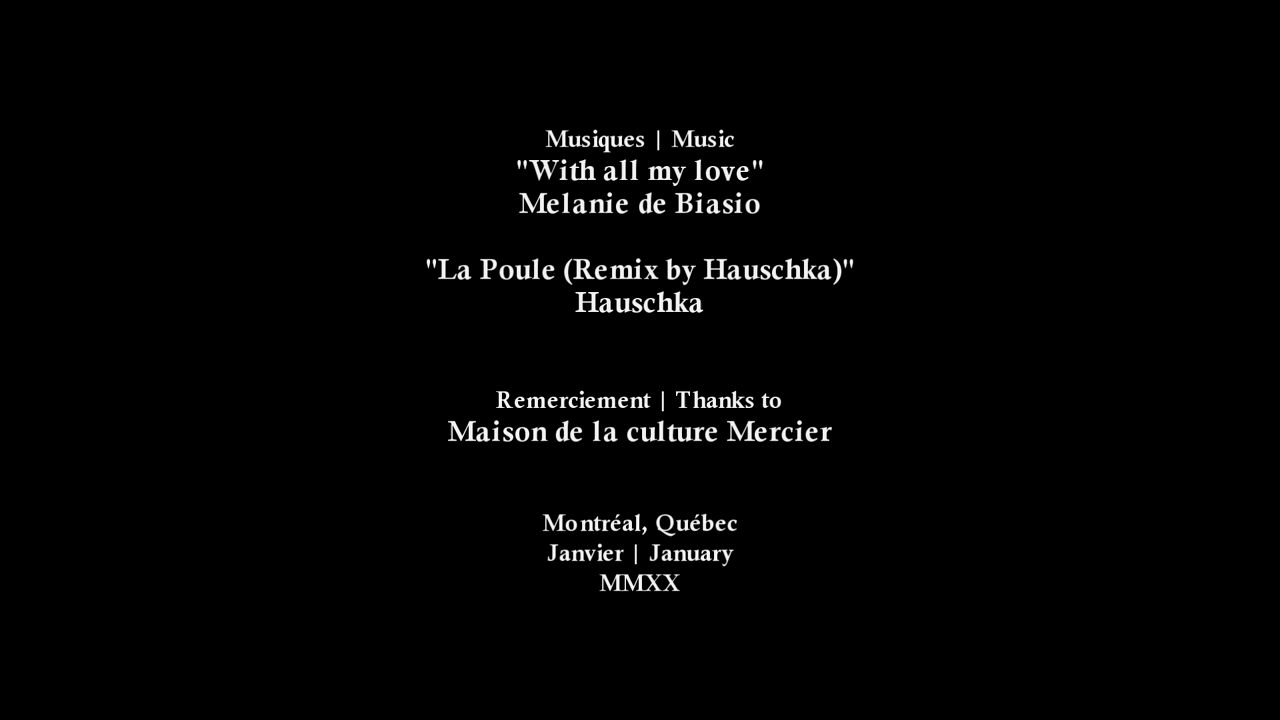 Musiques | Music
"With all my love"
Melanie de Biasio
"La Poule (Remix by Hauschka)"
Hauschka
Remerciement | Thanks to
Maison de la culture Mercier
Montréal, Québec
Janvier | January
MMXX